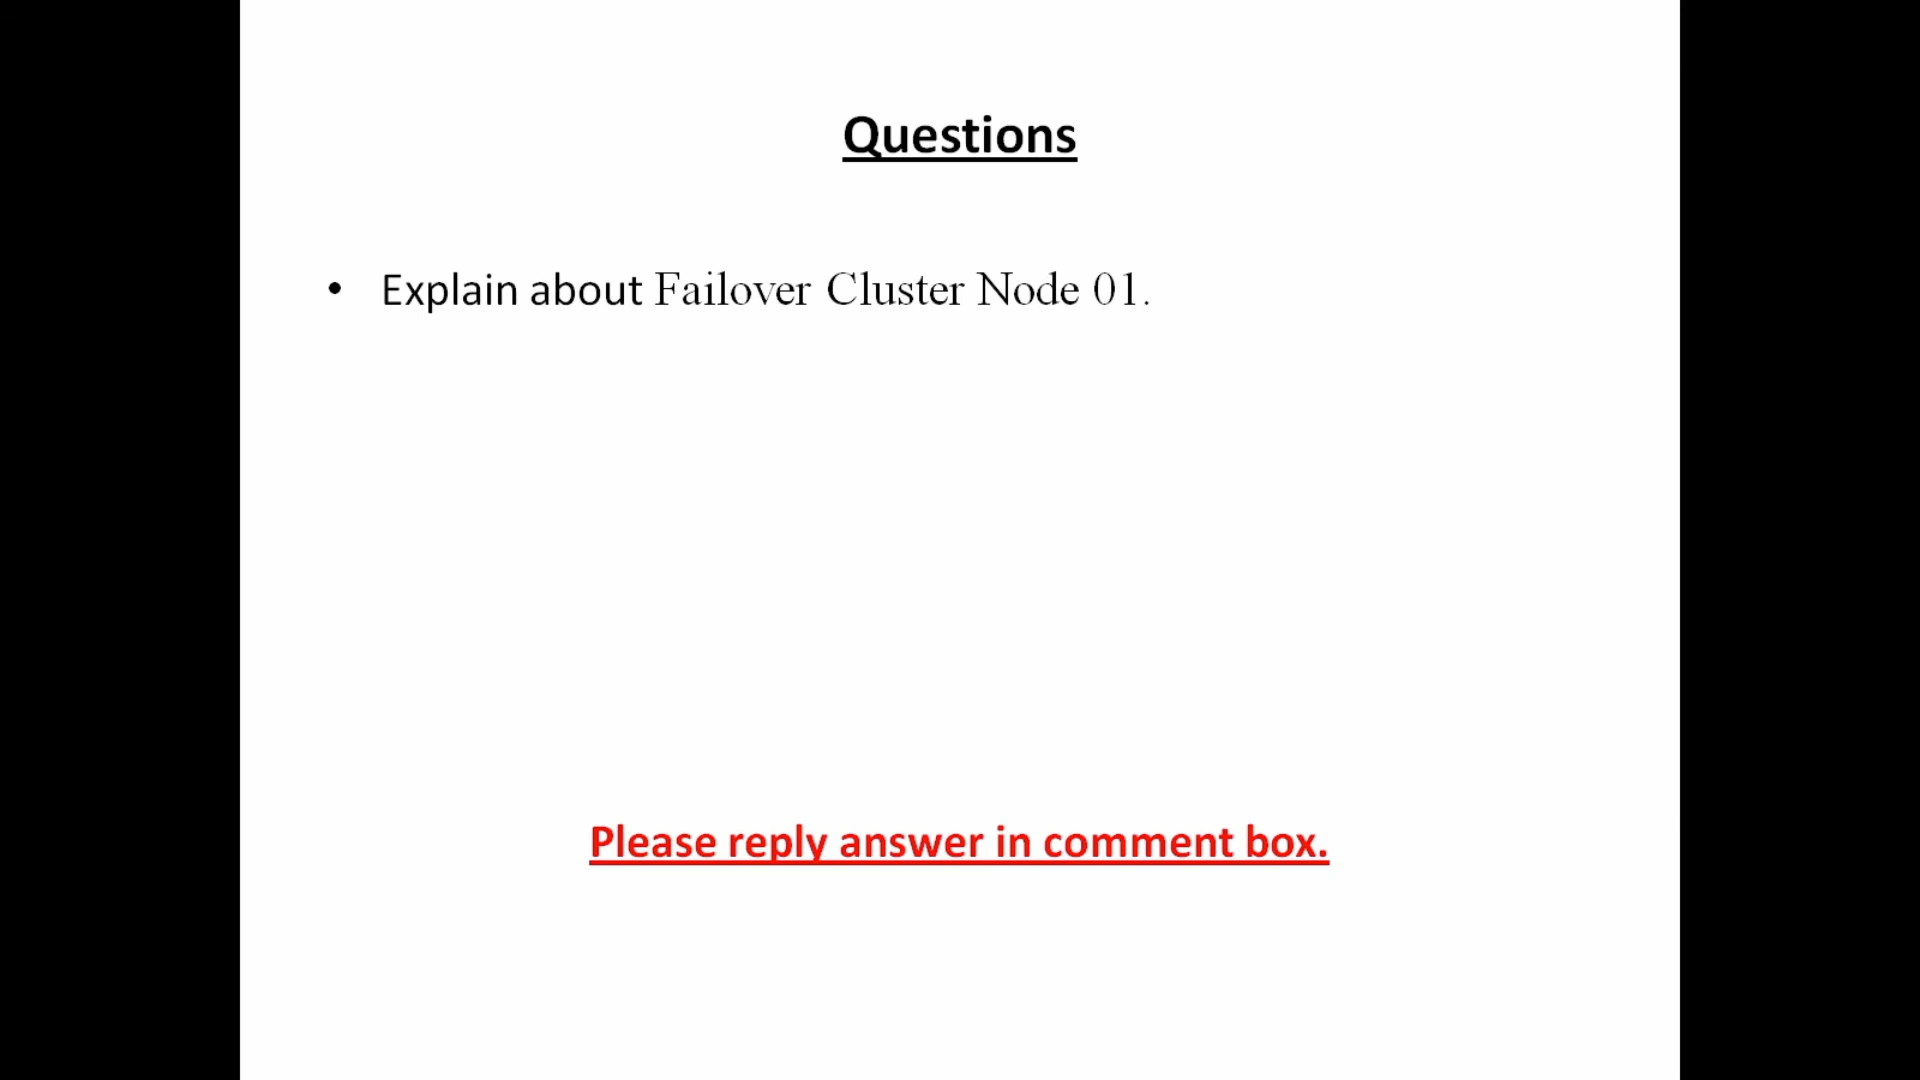 Questions
• Explain about Failover Cluster Node 01.
Please reply answer in comment box.